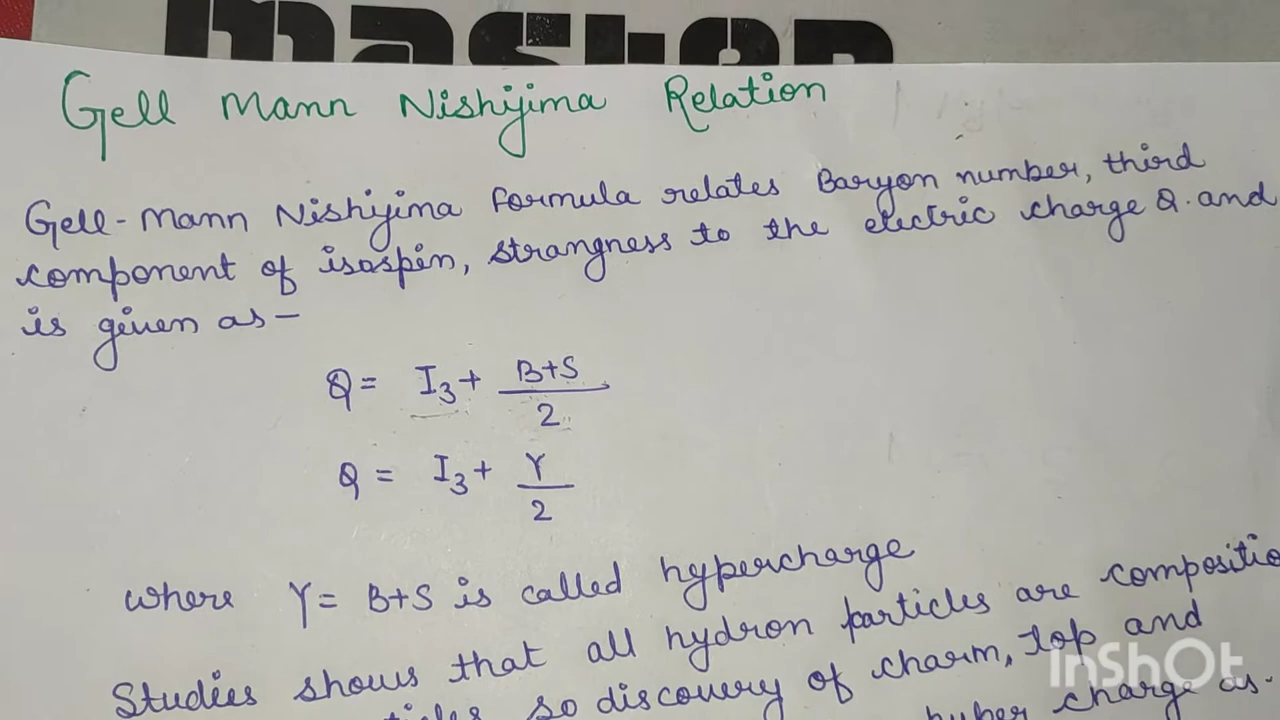 master
Gell Mann Nishijima Relation
Gell-Mann Nishijima Formula relates Baryon number, third
component of isospin, strangness to the electric charge Q. and
is given as -
Q = I3 + B+S / 2
Q = I3 + Y / 2
where Y = B+S is called hypercharge
Studies shows that all hydron particles are compositio
so discovery of charm, top and
hyber charge as.
InShOt